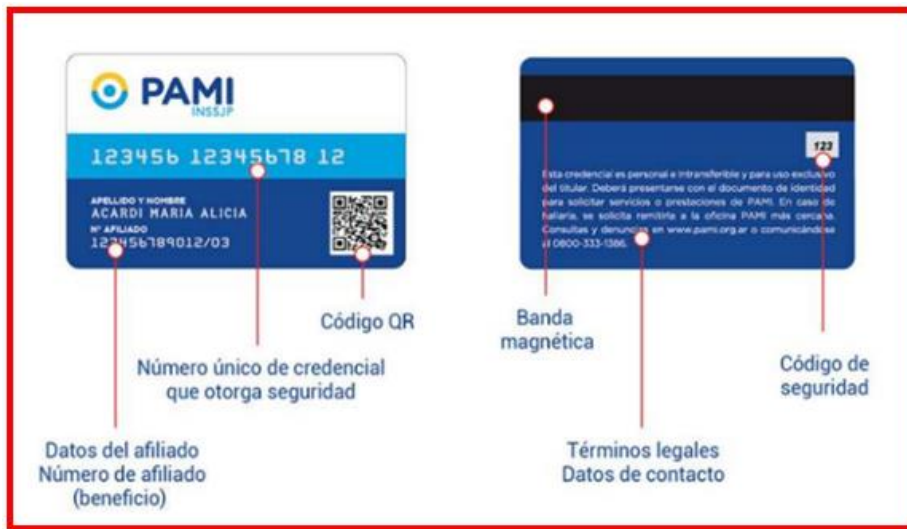 PAMI
INSSJP
123456 12345678 12
APELLIDO Y NOMBRE
ACARDI MARIA ALICIA
N° AFILIADO
123456789012/03
Código QR
Número único de credencial
que otorga seguridad
Datos del afiliado
Número de afiliado
(beneficio)
123
Esta credencial es personal e intransferible y para uso exclusivo
del titular. Deberá presentarse con el documento de identidad
para solicitar servicios o prestaciones de PAMI. En caso de
hallarla, se solicita remitirla a la oficina PAMI más cercana.
Consultas y denuncias en www.pami.org.ar o comunicándose
al 0800-333-1386.
Banda
magnética
Código de
seguridad
Términos legales
Datos de contacto